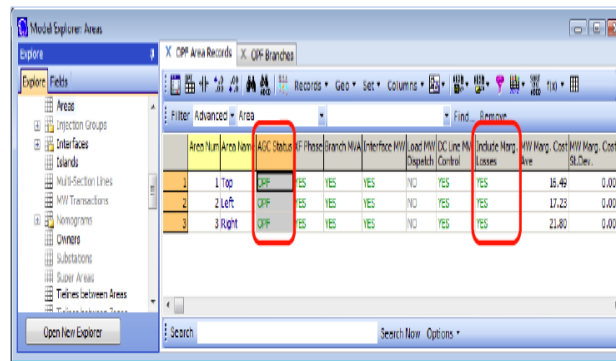 Model Explorer: Areas
Explore
Explore Fields
Areas
Injection Groups
Interfaces
Islands
Multi-Section Lines
MW Transactions
Nomograms
Owners
Substations
Super Areas
Tielines between Areas
Open New Explorer
X OPF Area Records X OPF Branches
Records Geo Set Columns
Filter Advanced Area Find... Remove
Area Num Area Name AGC Status XF Phase Branch MVA Interface MW Load MW Dispatch DC Line MW Control Include Marg. Losses MW Marg. Cost Ave MW Marg. Cost St.Dev.
1 1 Top OPF YES YES YES NO YES YES 16.49 0.00
2 2 Left OPF YES YES YES NO YES YES 17.23 0.00
3 3 Right OPF YES YES YES NO YES YES 21.80 0.00
Search Search Now Options